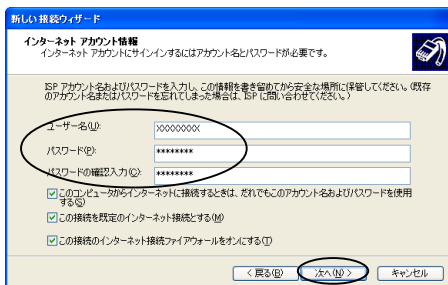 新しい接続ウィザード
インターネット アカウント情報
インターネット アカウントにサインインするにはアカウント名とパスワードが必要です。
ISP アカウント名およびパスワードを入力し、この情報を書き留めてから安全な場所に保管してください。(既存
のアカウント名またはパスワードを忘れてしまった場合は、ISP に問い合わせてください。)
ユーザー名(U): XXXXXXXX
パスワード(P): ********
パスワードの確認入力(C): ********
このコンピュータからインターネットに接続するときは、だれでもこのアカウント名およびパスワードを使用
する(S)
この接続を既定のインターネット接続とする(M)
この接続のインターネット接続ファイアウォールをオンにする(T)
< 戻る(B) 次へ(N) > キャンセル